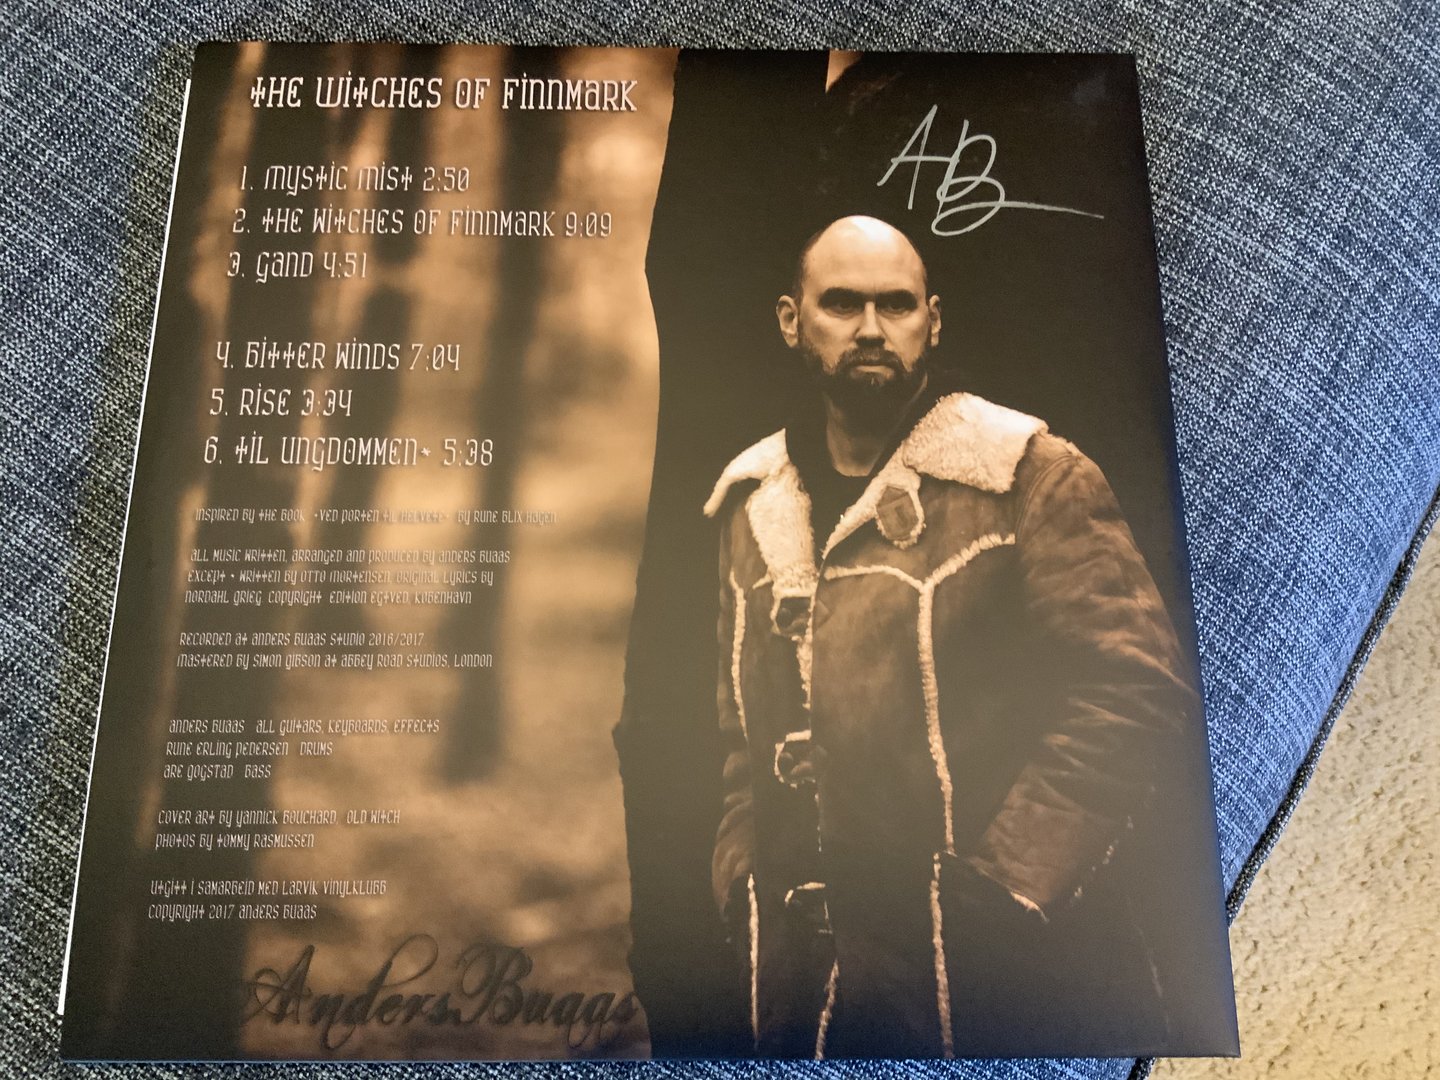 THE WITCHES OF FINNMARK
1. MYSTIC MIST 2:50
2. THE WITCHES OF FINNMARK 9:09
3. GAND 4:51
4. BITTER WINDS 7:04
5. RISE 3:34
6. TIL UNGDOMMEN* 5:38
INSPIRED BY THE BOOK "VED PORTEN TIL HELVETE" BY RUNE BLIX HAGEN
ALL MUSIC WRITTEN, ARRANGED AND PRODUCED BY ANDERS BUAAS
EXCEPT * WRITTEN BY OTTO MORTENSEN, ORIGINAL LYRICS BY
NORDAHL GRIEG COPYRIGHT EDITION EGTVED, KØBENHAVN
RECORDED AT ANDERS BUAAS STUDIO 2016/2017
MASTERED BY SIMON GIBSON AT ABBEY ROAD STUDIOS, LONDON
ANDERS BUAAS ALL GUITARS, KEYBOARDS, EFFECTS
RUNE ERLING PEDERSEN DRUMS
ARE GOGSTAD BASS
COVER ART BY YANNICK BOUCHARD, OLD WITCH
PHOTOS BY TOMMY RASMUSSEN
UTGITT I SAMARBEID MED LARVIK VINYLKLUBB
COPYRIGHT 2017 ANDERS BUAAS
Anders Buaas
AB